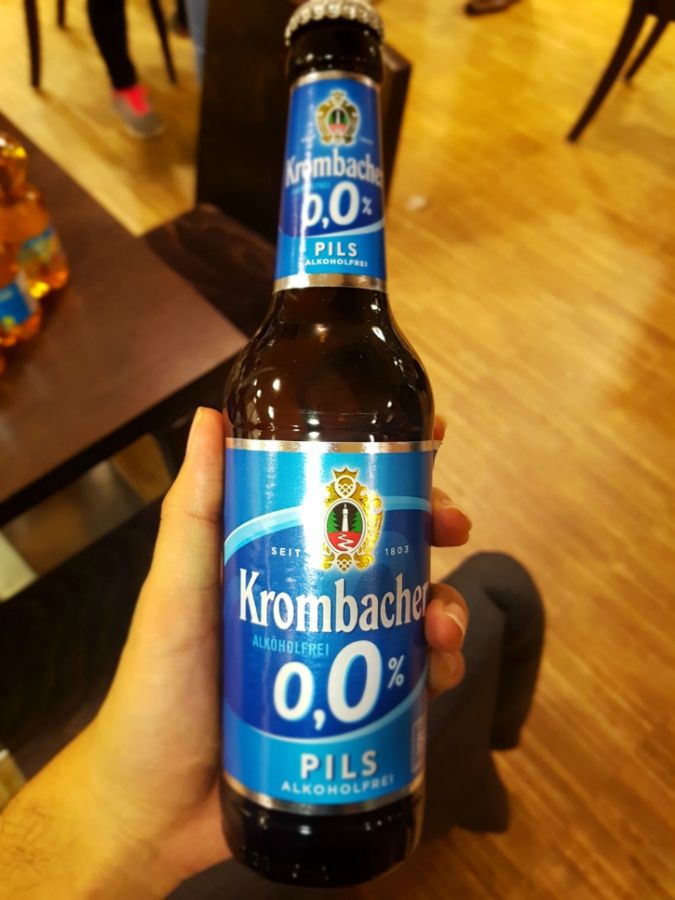 Krombacher
0,0%
PILS
ALKOHOLFREI
SEIT 1803
Krombacher
ALKOHOLFREI
0,0%
PILS
ALKOHOLFREI